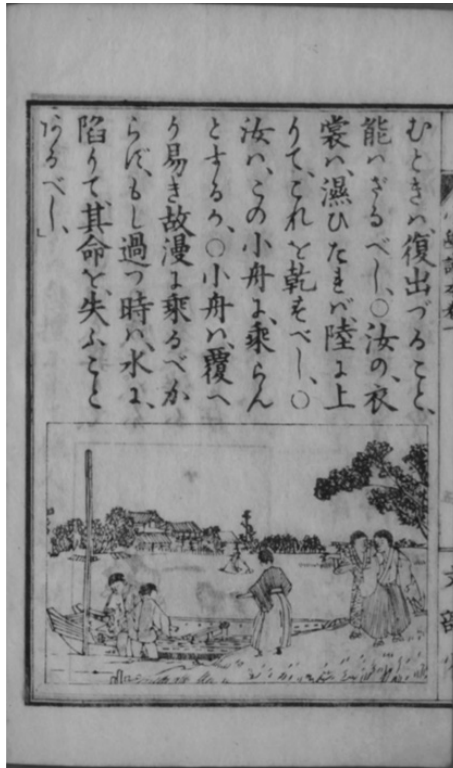 むときハ、復出づること、
能ハざるべし、○汝の、衣
裳ハ、濕ひたれバ、陸に上
りて、これを乾すべし、○
汝ハ、この小舟に、乘らん
とするか、○小舟ハ、覆へ
り易き故漫に乘るべか
らず、もし過つ時ハ、水に、
陷りて、其命を、失ふこと
あるべし、」